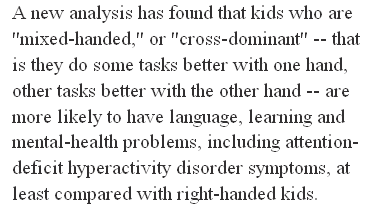 A new analysis has found that kids who are
"mixed-handed," or "cross-dominant" -- that
is they do some tasks better with one hand,
other tasks better with the other hand -- are
more likely to have language, learning and
mental-health problems, including attention-
deficit hyperactivity disorder symptoms, at
least compared with right-handed kids.